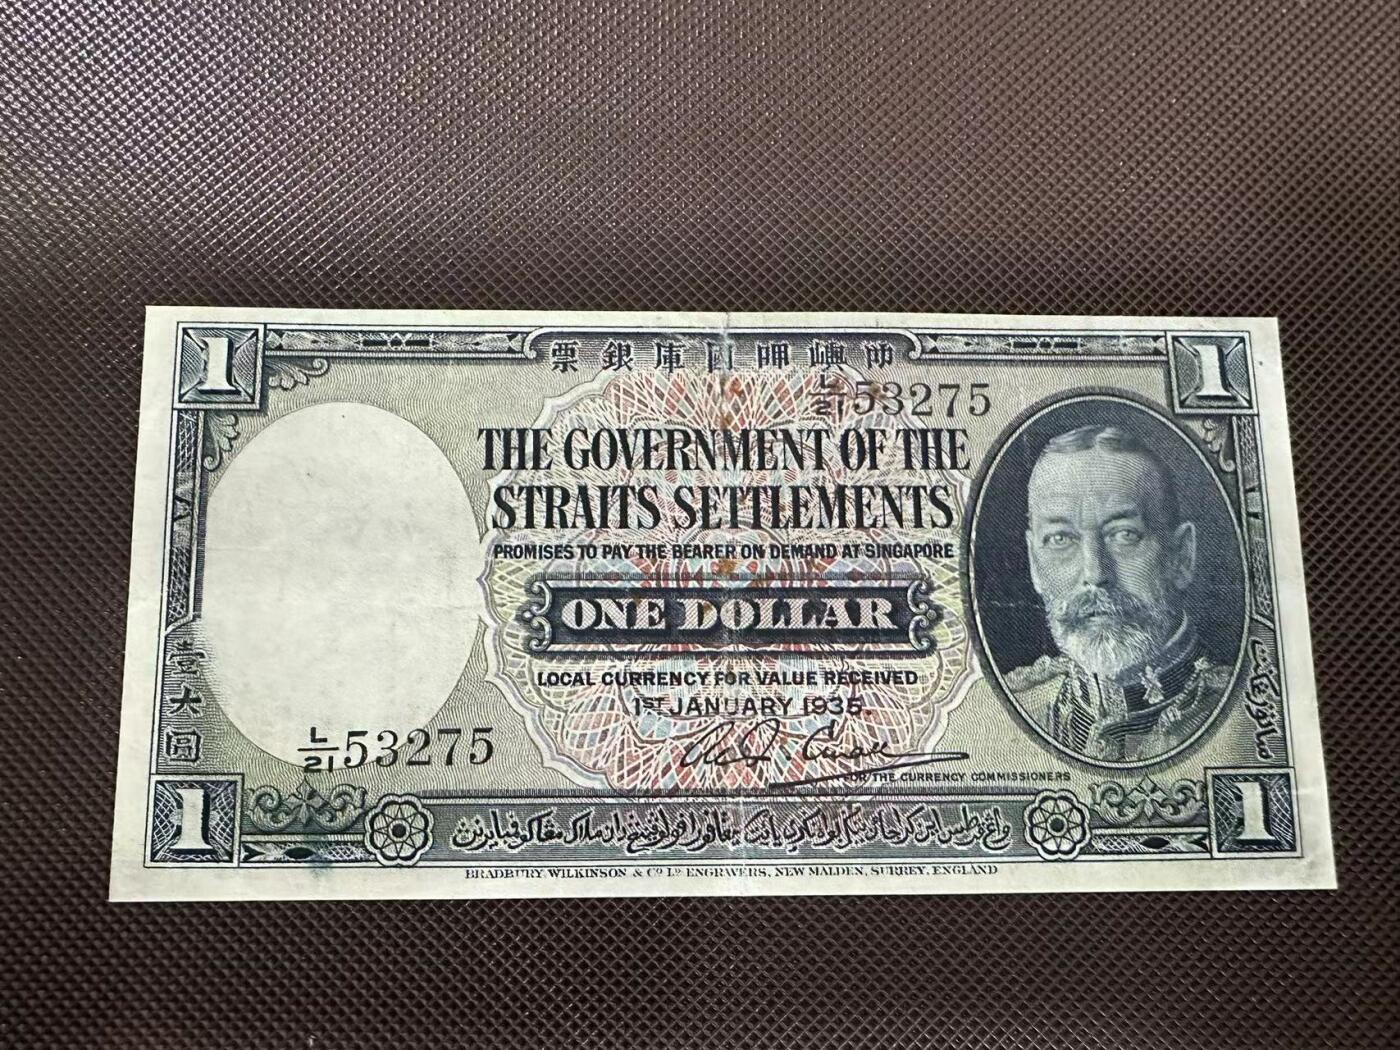 1 1
票銀庫國呷嶼叻
L/21 53275
THE GOVERNMENT OF THE
STRAITS SETTLEMENTS
PROMISES TO PAY THE BEARER ON DEMAND AT SINGAPORE
ONE DOLLAR
LOCAL CURRENCY FOR VALUE RECEIVED
1ST JANUARY 1935.
壹大圓
L/21 53275
FOR THE CURRENCY COMMISSIONERS
1 1
BRADBURY, WILKINSON & Co. Ld. ENGRAVERS, NEW MALDEN, SURREY, ENGLAND